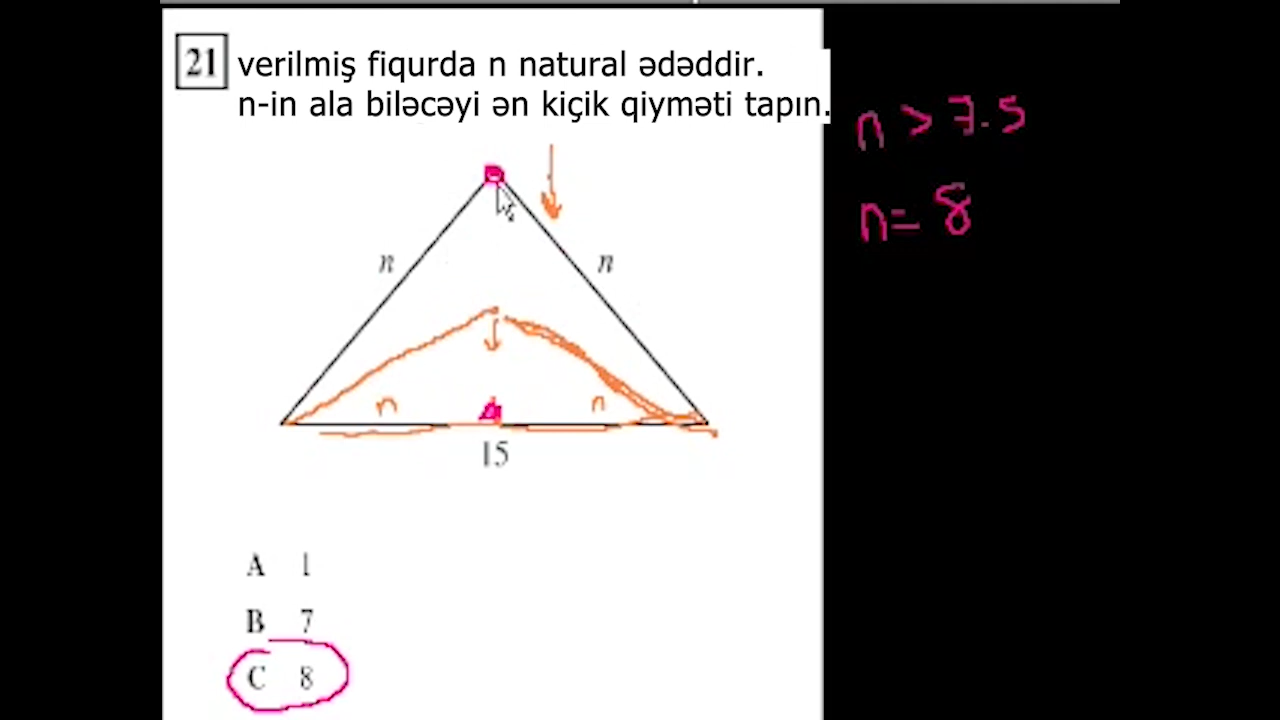 21 verilmiş fiqurda n natural ədəddir.
n-in ala biləcəyi ən kiçik qiyməti tapın.
n > 7.5
n = 8
n n
n n
15
A 1
B 7
C 8